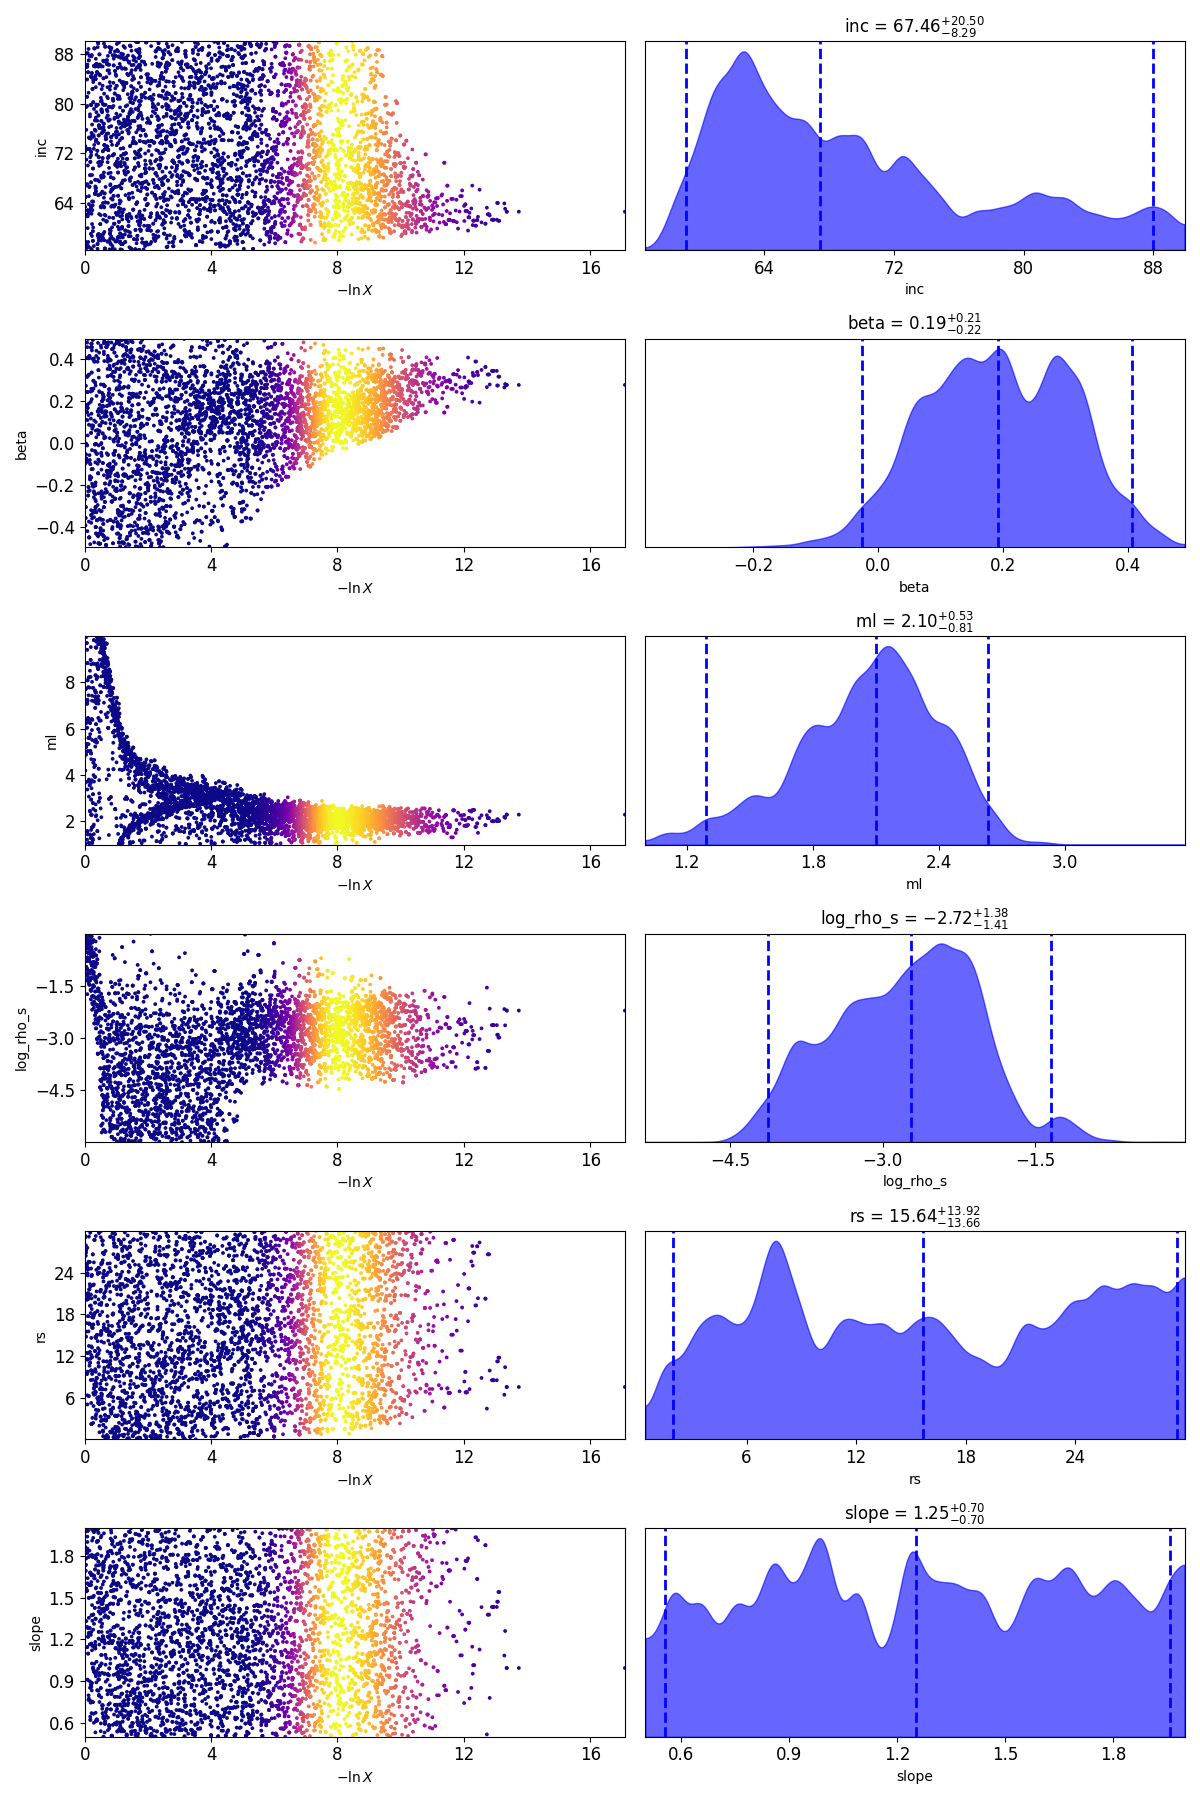 inc = 67.46+20.50−8.29
88
80
72
64
inc
0 4 8 12 16
−ln X
64 72 80 88
inc
beta = 0.19+0.21−0.22
0.4
0.2
0.0
−0.2
−0.4
beta
0 4 8 12 16
−ln X
−0.2 0.0 0.2 0.4
beta
ml = 2.10+0.53−0.81
8
6
4
2
ml
0 4 8 12 16
−ln X
1.2 1.8 2.4 3.0
ml
log_rho_s = −2.72+1.38−1.41
−1.5
−3.0
−4.5
log_rho_s
0 4 8 12 16
−ln X
−4.5 −3.0 −1.5
log_rho_s
rs = 15.64+13.92−13.66
24
18
12
6
rs
0 4 8 12 16
−ln X
6 12 18 24
rs
slope = 1.25+0.70−0.70
1.8
1.5
1.2
0.9
0.6
slope
0 4 8 12 16
−ln X
0.6 0.9 1.2 1.5 1.8
slope